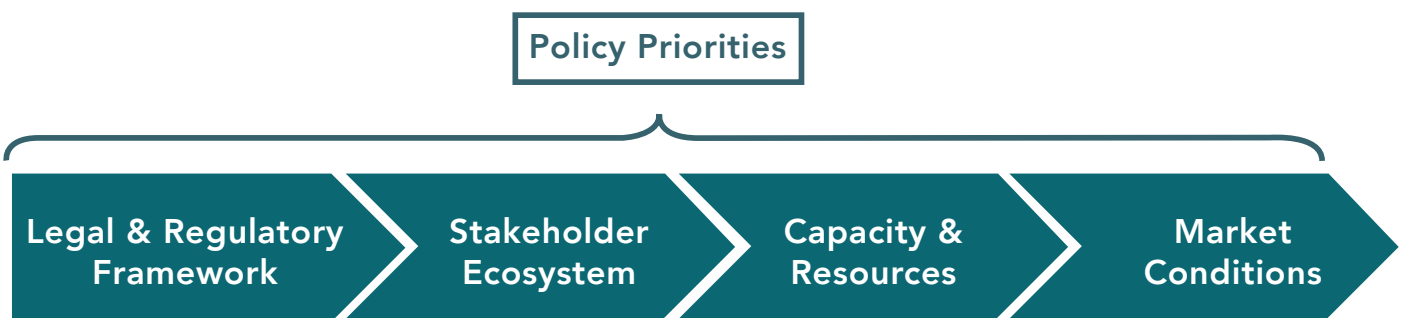 Policy Priorities
Legal & Regulatory
Framework
Stakeholder
Ecosystem
Capacity &
Resources
Market
Conditions